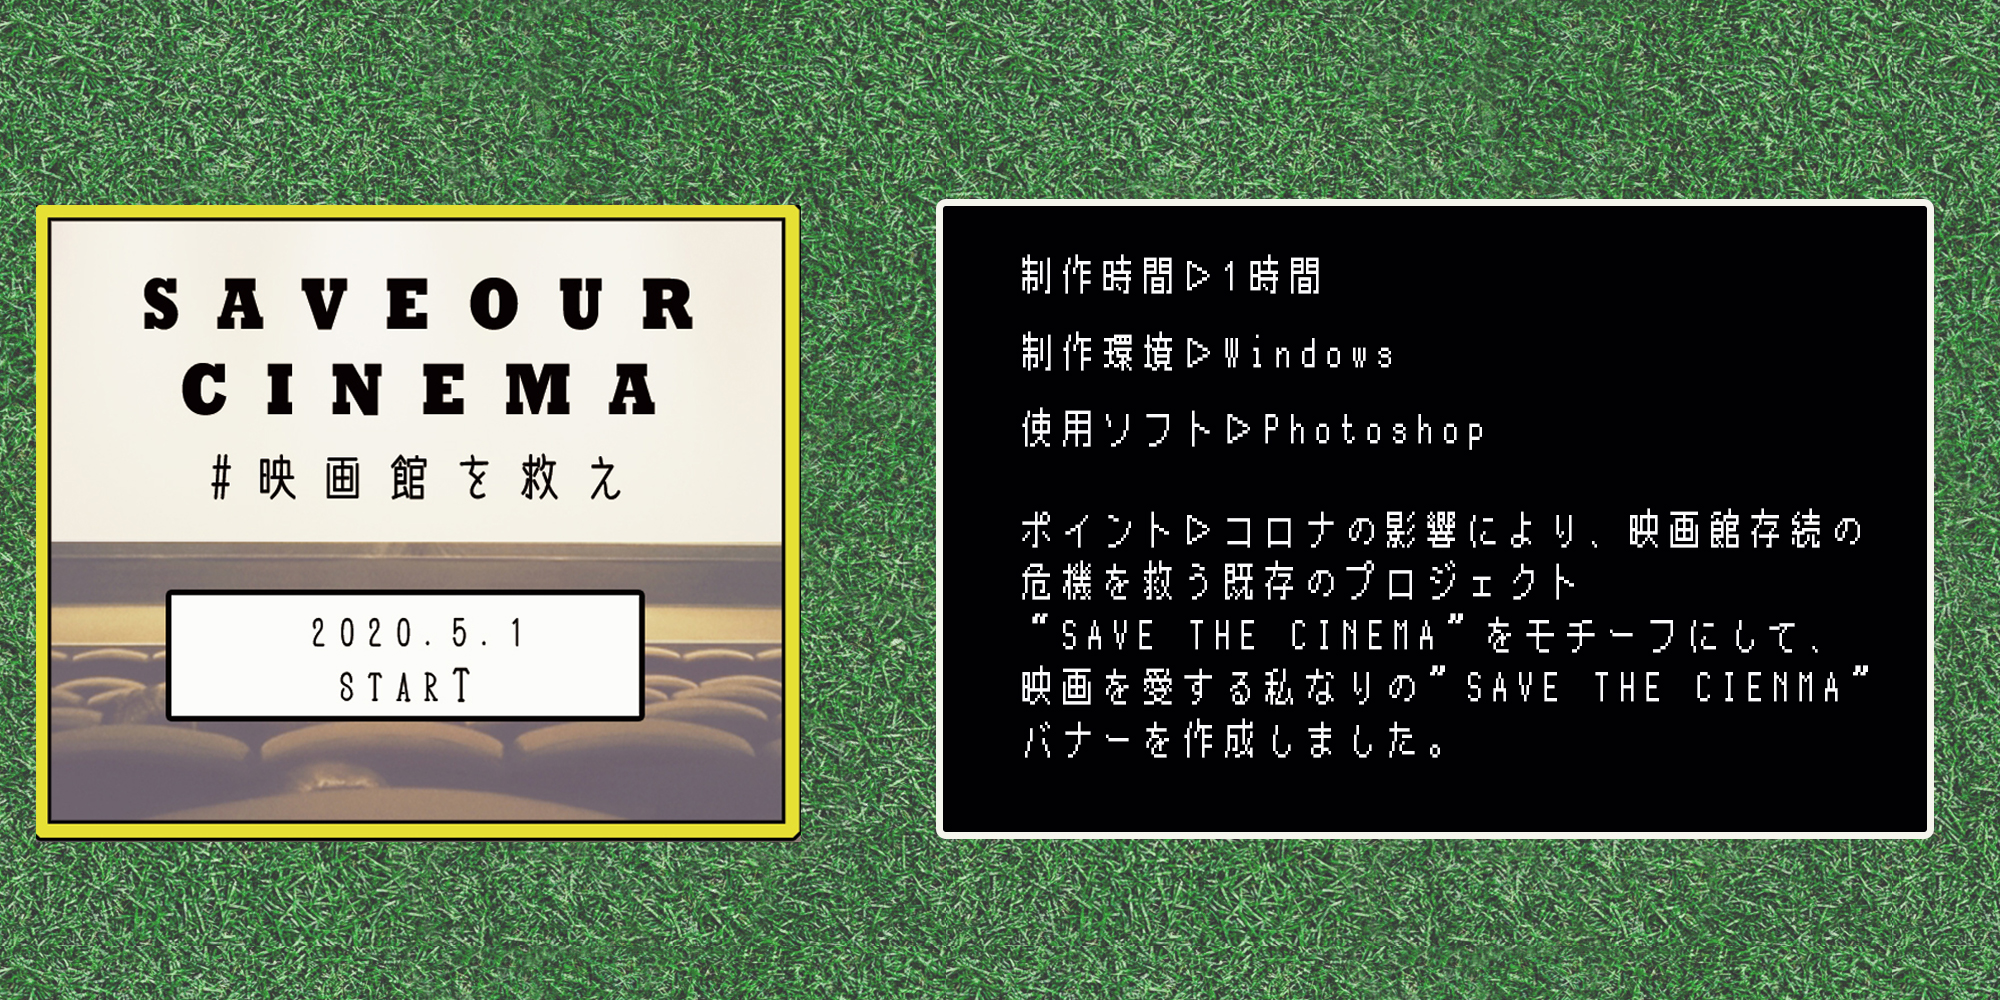 SAVEOUR
CINEMA
#映画館を救え
2020.5.1
START
制作時間▷1時間
制作環境▷Windows
使用ソフト▷Photoshop
ポイント▷コロナの影響により、映画館存続の
危機を救う既存のプロジェクト
“SAVE THE CINEMA”をモチーフにして、
映画を愛する私なりの”SAVE THE CIENMA”
バナーを作成しました。